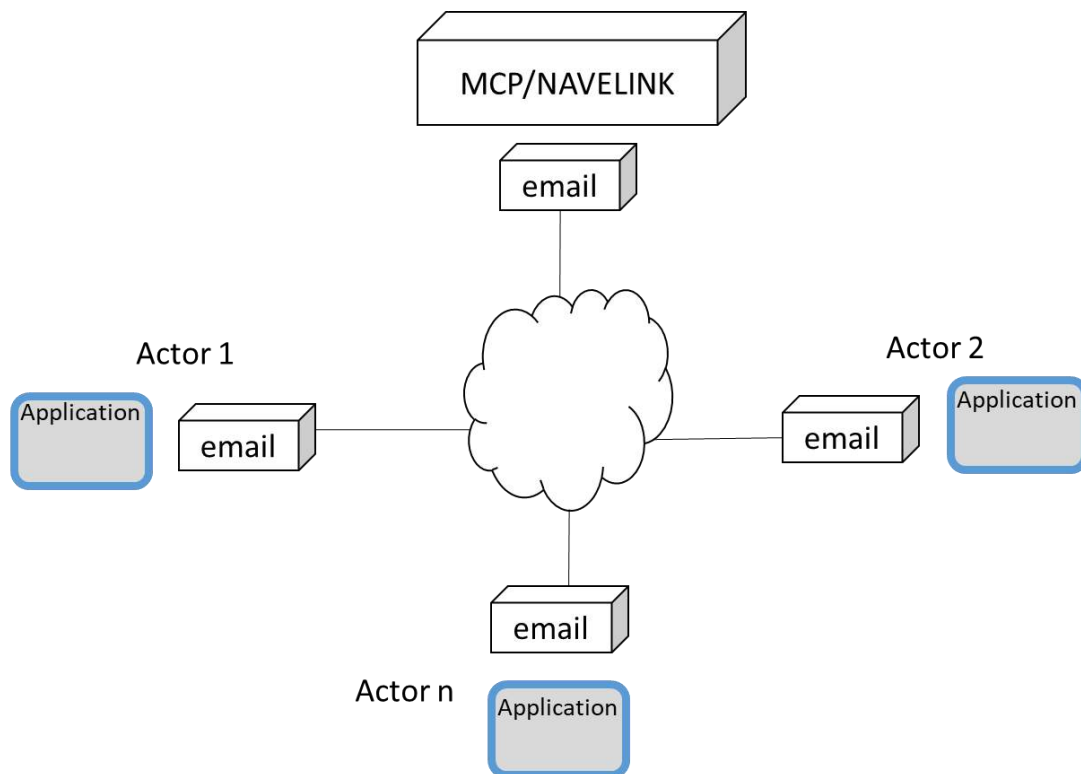 MCP/NAVELINK
email
Actor 1
Actor 2
Application
email
email
Application
email
Actor n
Application